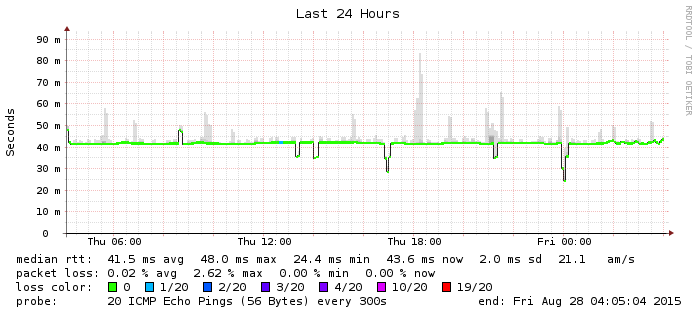 Last 24 Hours
RRDTOOL / TOBI OETIKER
Seconds
90 m
80 m
70 m
60 m
50 m
40 m
30 m
20 m
10 m
0
Thu 06:00 Thu 12:00 Thu 18:00 Fri 00:00
median rtt: 41.5 ms avg 48.0 ms max 24.4 ms min 43.6 ms now 2.0 ms sd 21.1 am/s
packet loss: 0.02 % avg 2.62 % max 0.00 % min 0.00 % now
loss color: 0 1/20 2/20 3/20 4/20 10/20 19/20
probe: 20 ICMP Echo Pings (56 Bytes) every 300s end: Fri Aug 28 04:05:04 2015